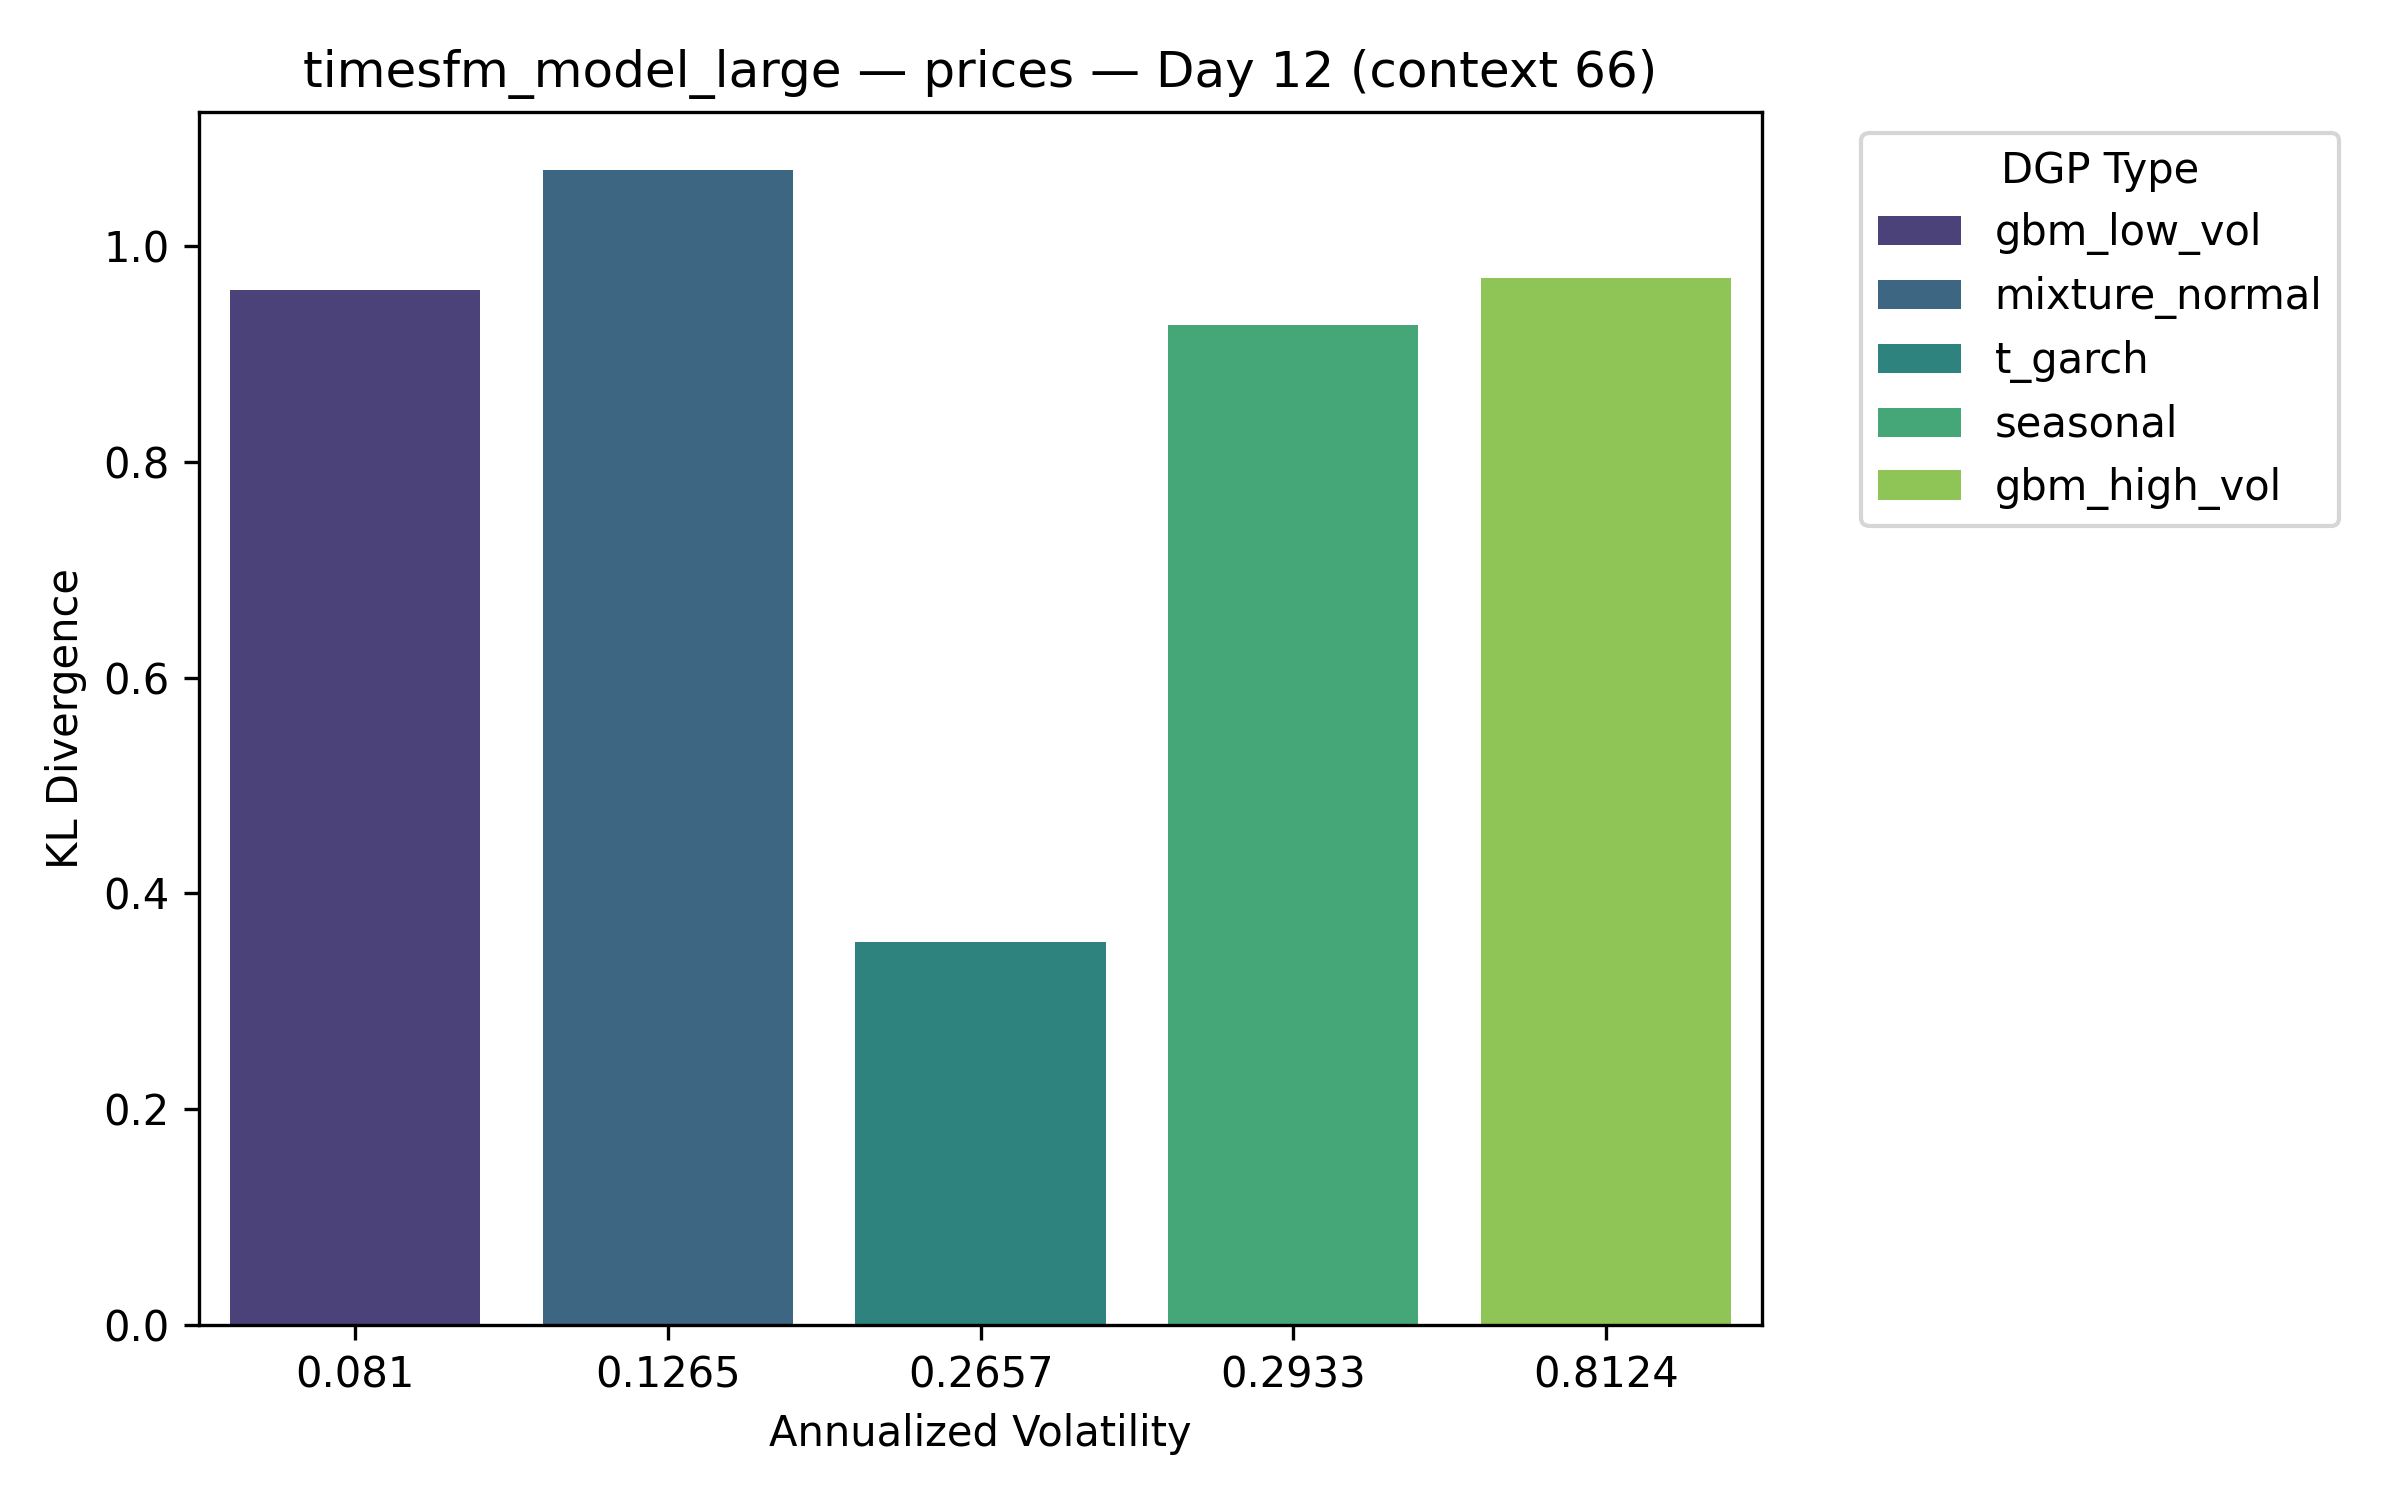 timesfm_model_large — prices — Day 12 (context 66)
DGP Type
gbm_low_vol
mixture_normal
t_garch
seasonal
gbm_high_vol
KL Divergence
1.0
0.8
0.6
0.4
0.2
0.0
0.081 0.1265 0.2657 0.2933 0.8124
Annualized Volatility